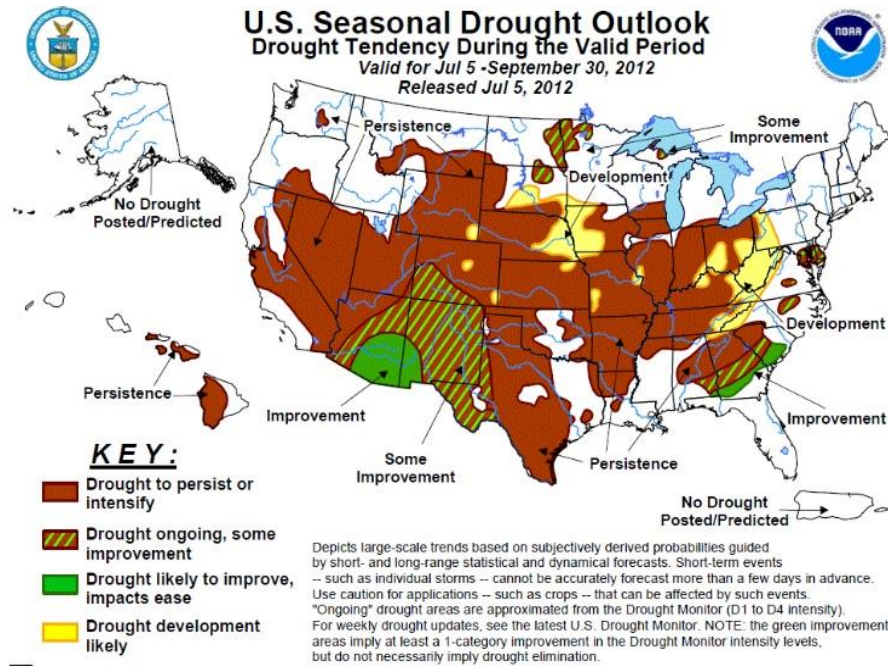 U.S. Seasonal Drought Outlook
Drought Tendency During the Valid Period
Valid for Jul 5 -September 30, 2012
Released Jul 5, 2012
DEPARTMENT OF COMMERCE
UNITED STATES OF AMERICA
NOAA
Persistence
Some
Improvement
No Drought
Posted/Predicted
Development
Development
Persistence
Improvement
Some
Improvement
Persistence
Improvement
No Drought
Posted/Predicted
KEY:
Drought to persist or
intensify
Drought ongoing, some
improvement
Drought likely to improve,
impacts ease
Drought development
likely
Depicts large-scale trends based on subjectively derived probabilities guided
by short- and long-range statistical and dynamical forecasts. Short-term events
-- such as individual storms -- cannot be accurately forecast more than a few days in advance.
Use caution for applications -- such as crops -- that can be affected by such events.
"Ongoing" drought areas are approximated from the Drought Monitor (D1 to D4 intensity).
For weekly drought updates, see the latest U.S. Drought Monitor. NOTE: the green improvement
areas imply at least a 1-category improvement in the Drought Monitor intensity levels,
but do not necessarily imply drought elimination.